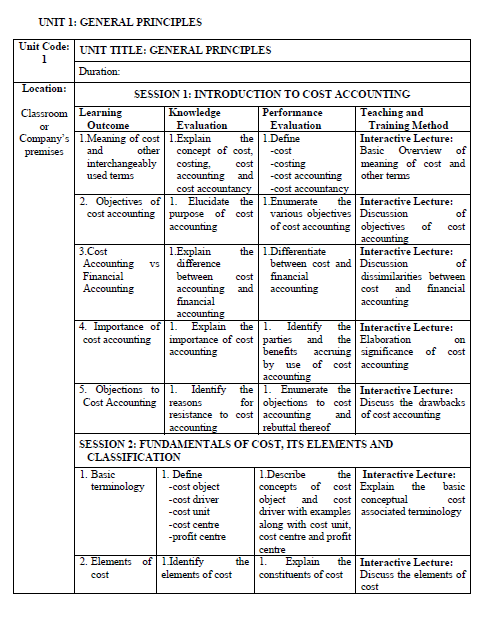 UNIT 1: GENERAL PRINCIPLES
Unit Code:
1
UNIT TITLE: GENERAL PRINCIPLES
Duration:
Location:
Classroom
or
Company's
premises
SESSION 1: INTRODUCTION TO COST ACCOUNTING
Learning
Outcome
Knowledge
Evaluation
Performance
Evaluation
Teaching and
Training Method
1.Meaning of cost
and other
interchangeably
used terms
1.Explain the
concept of cost,
costing, cost
accounting and
cost accountancy
1.Define
-cost
-costing
-cost accounting
-cost accountancy
Interactive Lecture:
Basic Overview of
meaning of cost and
other terms
2. Objectives of
cost accounting
1. Elucidate the
purpose of cost
accounting
1.Enumerate the
various objectives
of cost accounting
Interactive Lecture:
Discussion of
objectives of cost
accounting
3.Cost
Accounting vs
Financial
Accounting
1.Explain the
difference
between cost
accounting and
financial
accounting
1.Differentiate
between cost and
financial
accounting
Interactive Lecture:
Discussion of
dissimilarities between
cost and financial
accounting
4. Importance of
cost accounting
1. Explain the
importance of cost
accounting
1. Identify the
parties and the
benefits accruing
by use of cost
accounting
Interactive Lecture:
Elaboration on
significance of cost
accounting
5. Objections to
Cost Accounting
1. Identify the
reasons for
resistance to cost
accounting
1. Enumerate the
objections to cost
accounting and
rebuttal thereof
Interactive Lecture:
Discuss the drawbacks
of cost accounting
SESSION 2: FUNDAMENTALS OF COST, ITS ELEMENTS AND
CLASSIFICATION
1. Basic
terminology
1. Define
-cost object
-cost driver
-cost unit
-cost centre
-profit centre
1.Describe the
concepts of cost
object and cost
driver with examples
along with cost unit,
cost centre and profit
centre
Interactive Lecture:
Explain the basic
conceptual cost
associated terminology
2. Elements of
cost
1.Identify the
elements of cost
1. Explain the
constituents of cost
Interactive Lecture:
Discuss the elements of
cost